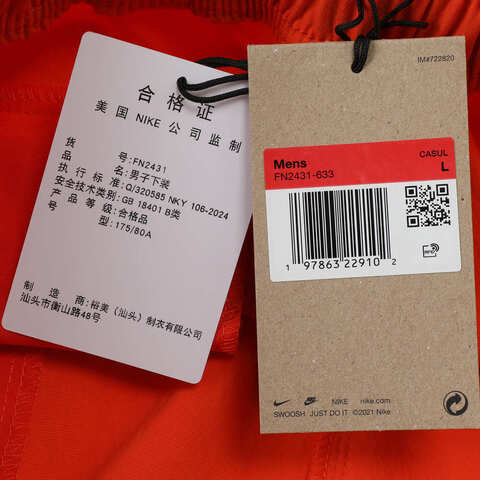 合格证
美国 NIKE 公司监制
货 号:FN2431
品 名:男子下装
执行标准:Q/320585 NKY 106-2024
安全技术类别:GB 18401 B类
产品等级:合格品
号 型:175/80A
制造商:裕美(汕头)制衣有限公司
汕头市衡山路48号
IM#722820
Mens
CASUL
FN2431-633
L
1 97863 22910 2
RFID
NIKE
nike.com
SWOOSH JUST DO IT ©2021 Nike